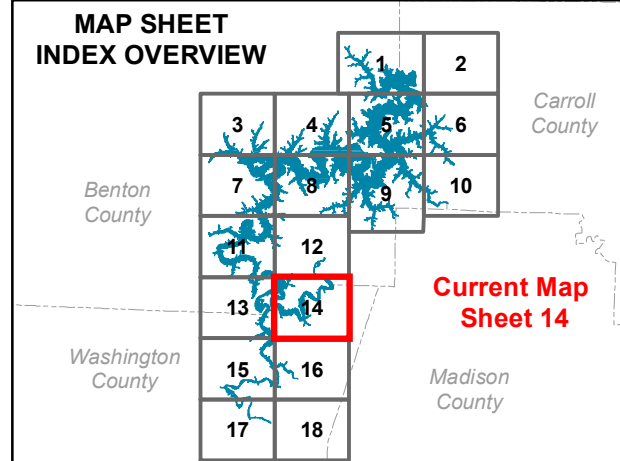 MAP SHEET
INDEX OVERVIEW
1
2
3
4
5
6
Carroll
County
7
8
9
10
Benton
County
11
12
13
14
Current Map
Sheet 14
15
16
Washington
County
Madison
County
17
18